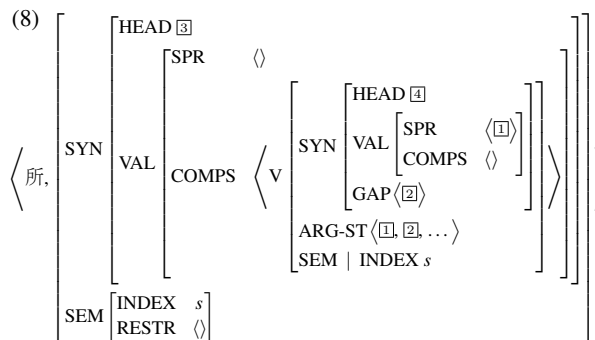 (8)
HEAD 3
SPR ⟨⟩
HEAD 4
SYN
SPR ⟨1⟩
SYN VAL
VAL
COMPS ⟨⟩
⟨所, COMPS ⟨V
GAP⟨2⟩
ARG-ST⟨1, 2, …⟩
SEM | INDEX s
SEM
INDEX s
RESTR ⟨⟩